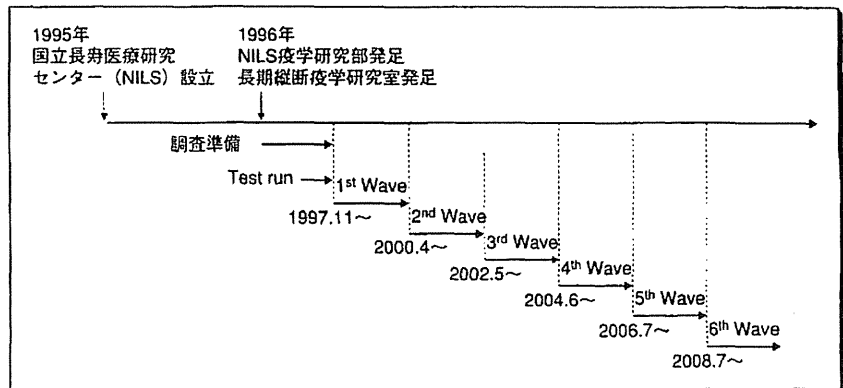 1995年
国立長寿医療研究
センター（NILS）設立
1996年
NILS疫学研究部発足
長期縦断疫学研究室発足
調査準備
Test run
1st Wave
1997.11〜
2nd Wave
2000.4〜
3rd Wave
2002.5〜
4th Wave
2004.6〜
5th Wave
2006.7〜
6th Wave
2008.7〜